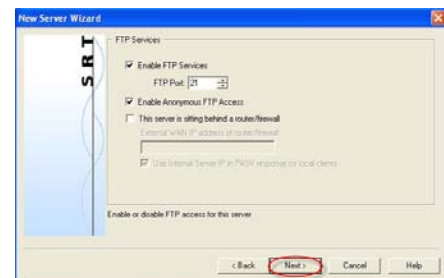 New Server Wizard
SRT
FTP Services
Enable FTP Services
FTP Port: 21
Enable Anonymous FTP Access
This server is sitting behind a router/firewall
External WAN IP address of router/firewall
Use Internal Server IP in PASV response for local clients
Enable or disable FTP access for this server
< Back
Next >
Cancel
Help